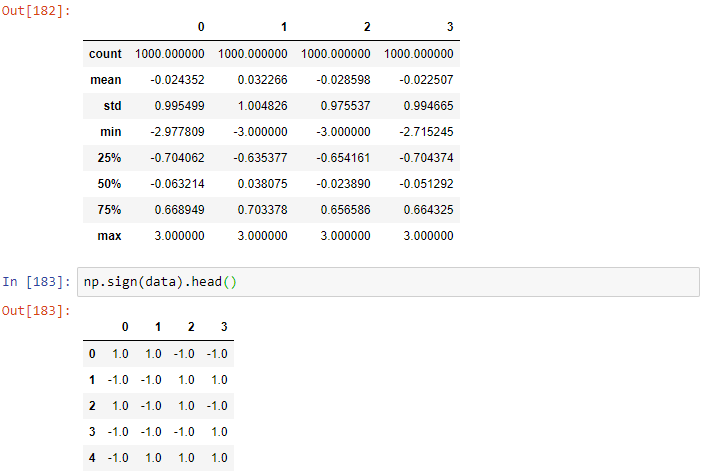 Out[182]:
0 1 2 3
count 1000.000000 1000.000000 1000.000000 1000.000000
mean -0.024352 0.032266 -0.028598 -0.022507
std 0.995499 1.004826 0.975537 0.994665
min -2.977809 -3.000000 -3.000000 -2.715245
25% -0.704062 -0.635377 -0.654161 -0.704374
50% -0.063214 0.038075 -0.023890 -0.051292
75% 0.668949 0.703378 0.656586 0.664325
max 3.000000 3.000000 3.000000 3.000000
In [183]: np.sign(data).head()
Out[183]:
0 1 2 3
0 1.0 1.0 -1.0 -1.0
1 -1.0 -1.0 1.0 1.0
2 1.0 -1.0 1.0 -1.0
3 -1.0 -1.0 -1.0 1.0
4 -1.0 1.0 1.0 1.0